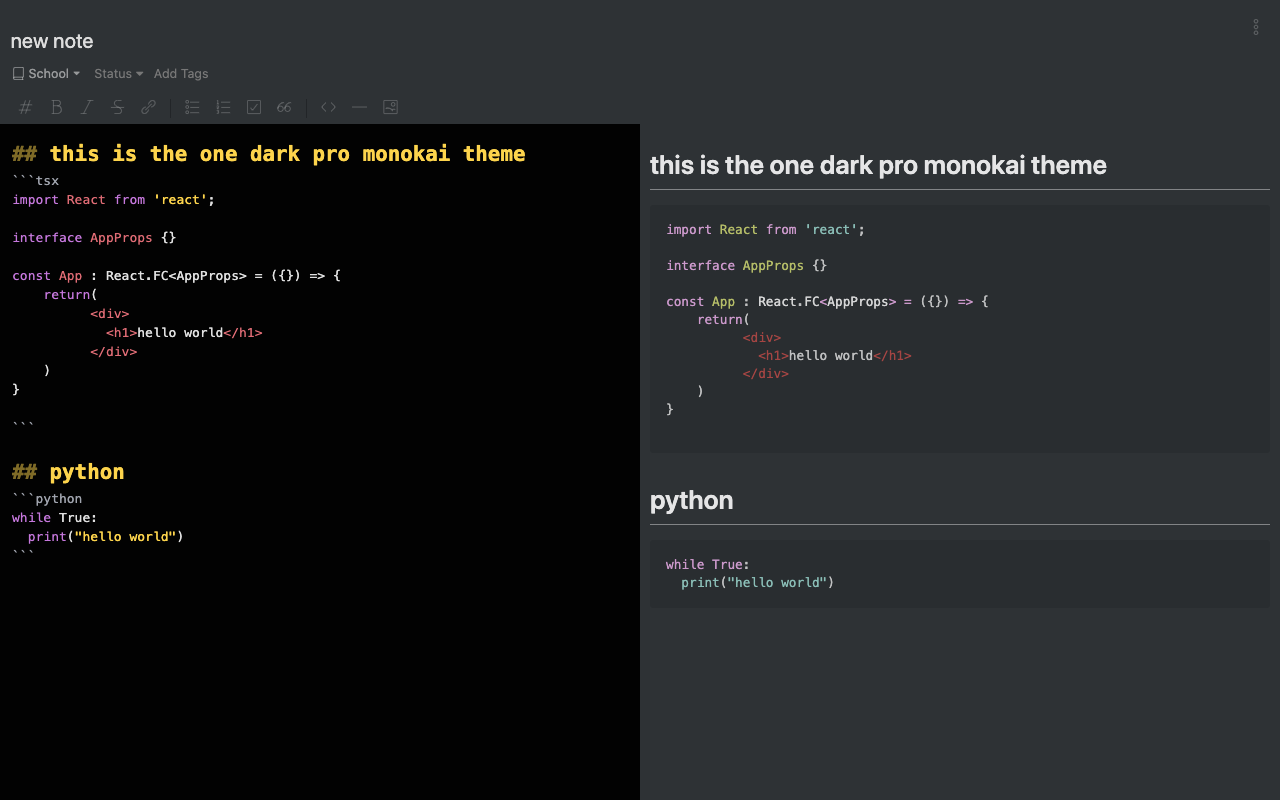 new note
School Status Add Tags
# B I S 66
## this is the one dark pro monokai theme
```tsx
import React from 'react';
interface AppProps {}
const App : React.FC<AppProps> = ({}) => {
    return(
          <div>
            <h1>hello world</h1>
          </div>
    )
}
```
## python
```python
while True:
  print("hello world")
```
this is the one dark pro monokai theme
import React from 'react';
interface AppProps {}
const App : React.FC<AppProps> = ({}) => {
    return(
          <div>
            <h1>hello world</h1>
          </div>
    )
}
python
while True:
  print("hello world")